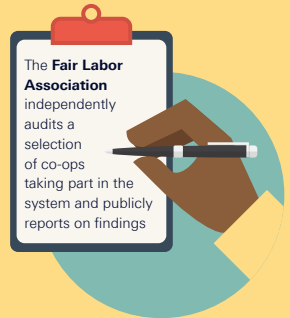 The Fair Labor
Association
independently
audits a
selection
of co-ops
taking part in the
system and publicly
reports on findings